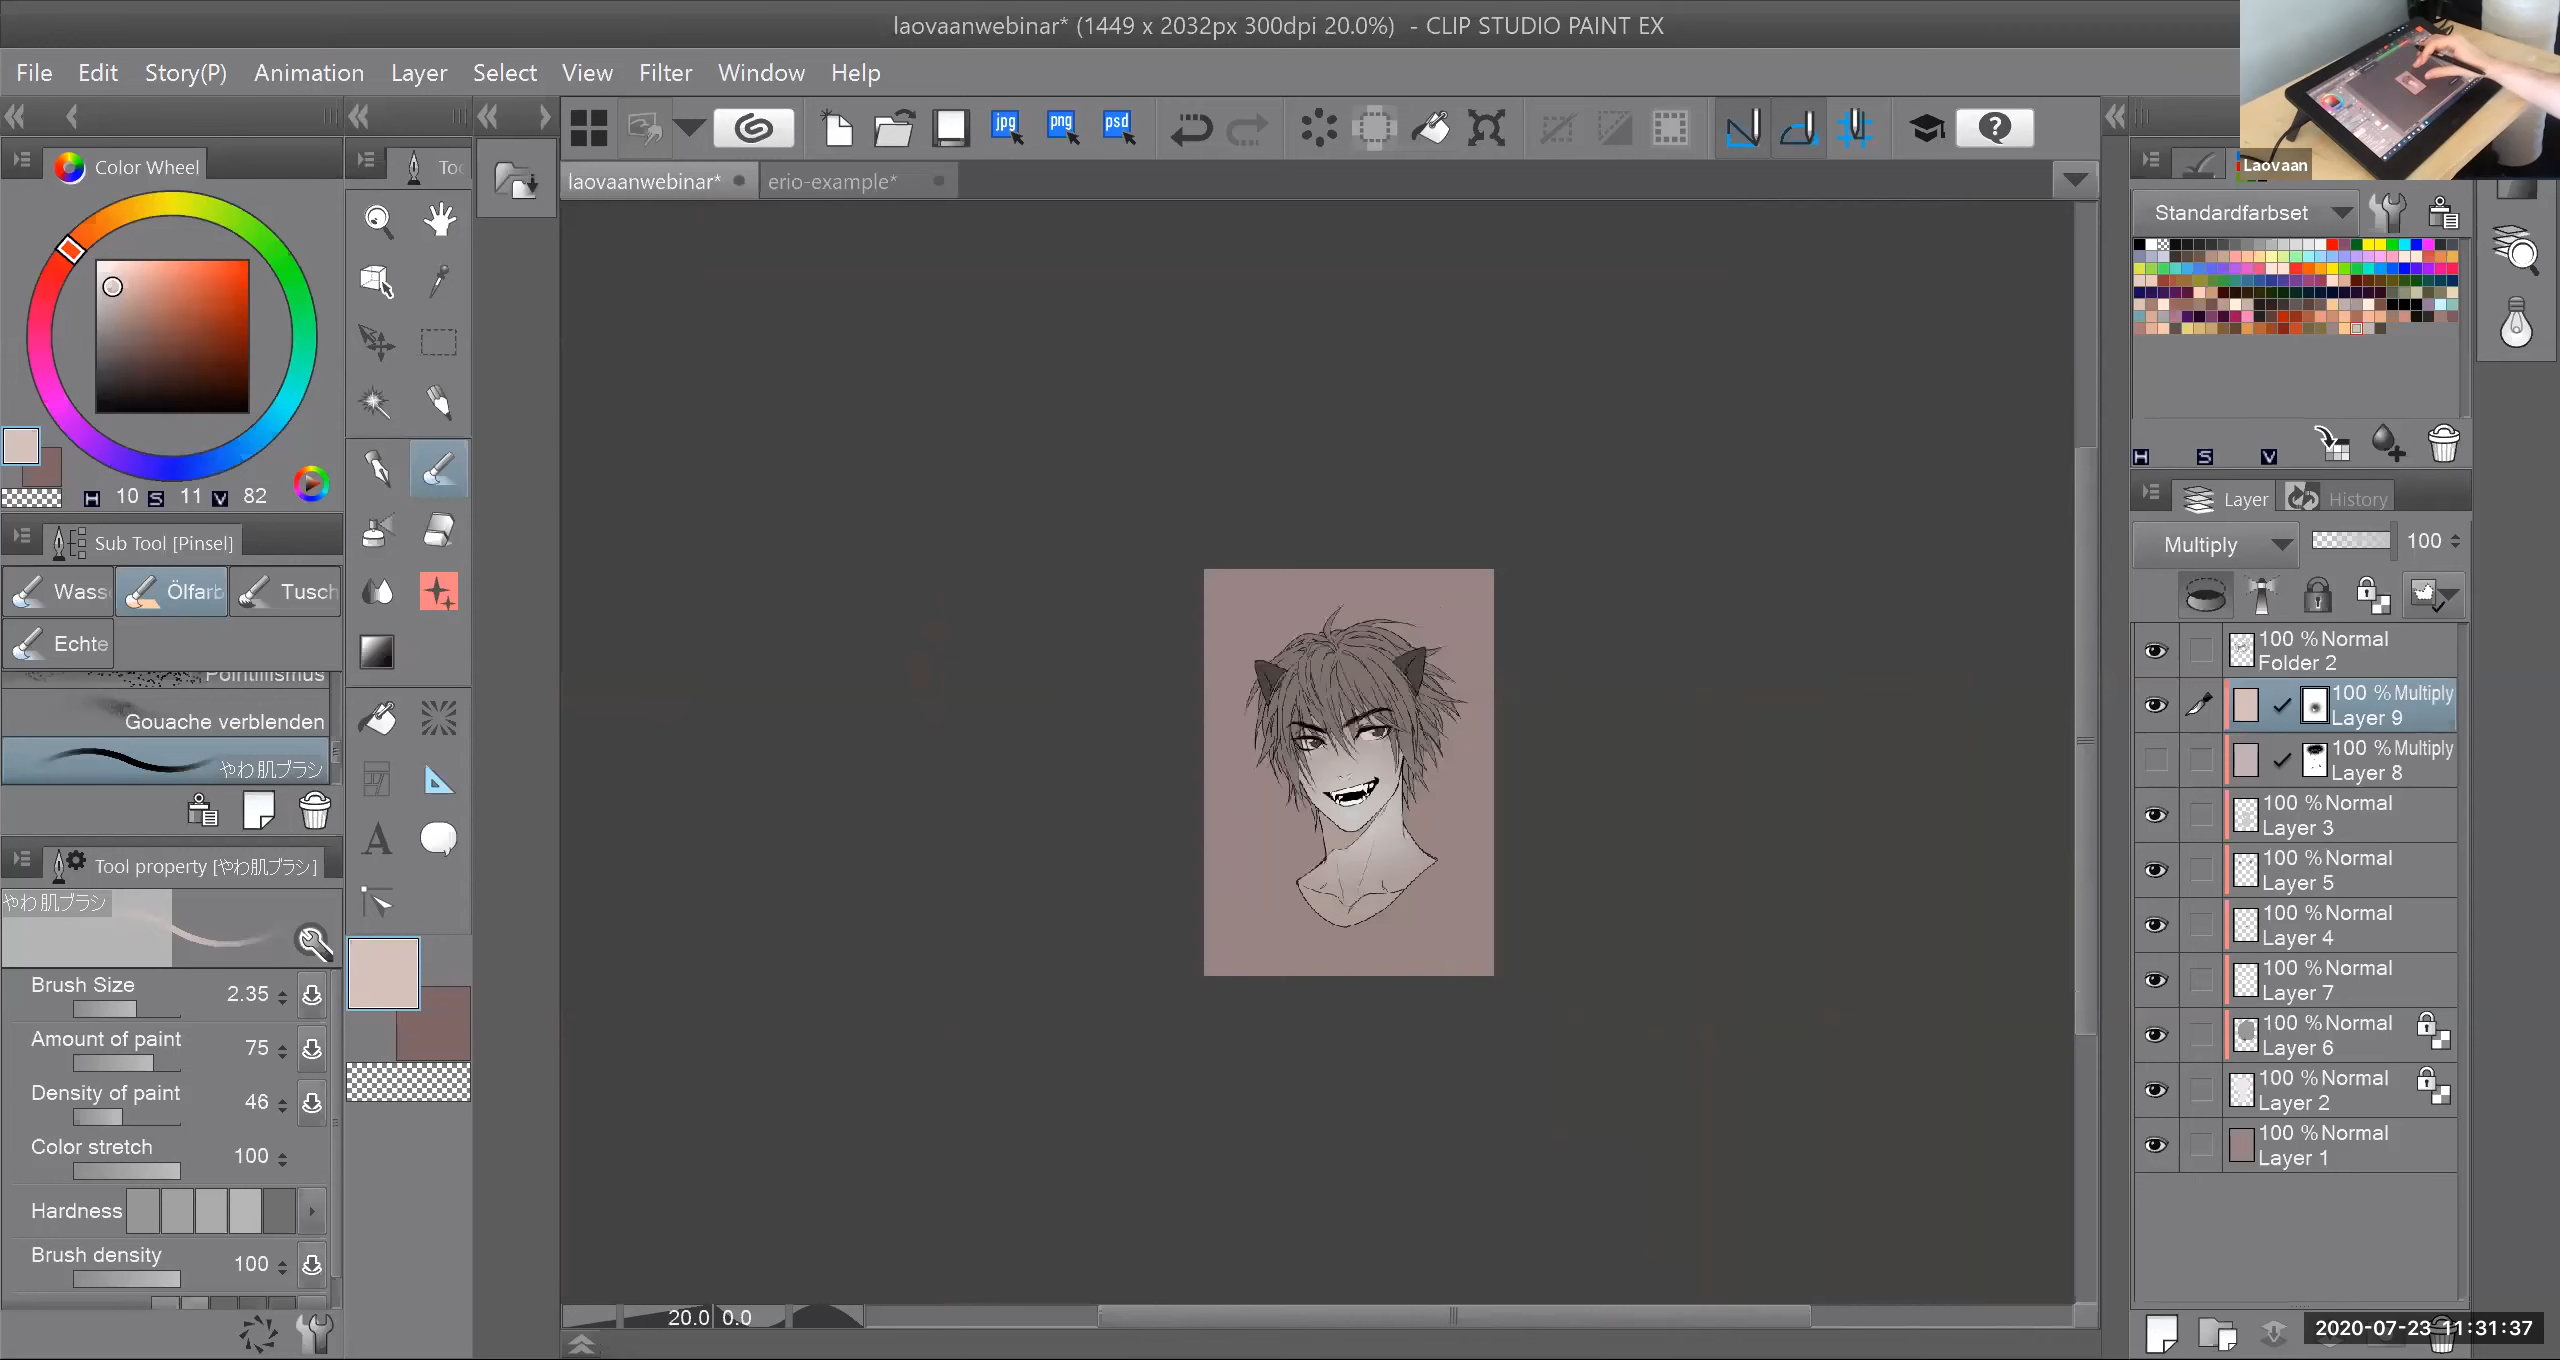 laovaanwebinar* (1449 x 2032px 300dpi 20.0%)  - CLIP STUDIO PAINT EX
File Edit Story(P) Animation Layer Select View Filter Window Help
jpg png psd
Laovaan
Color Wheel
Too
laovaanwebinar*
erio-example*
Standardfarbset
H 10 S 11 V 82
H S V
Sub Tool [Pinsel]
Wass
Ölfarb
Tusch
Echte
Pointillismus
Gouache verblenden
やわ肌ブラシ
Tool property [やわ肌ブラシ]
やわ肌ブラシ
Brush Size 2.35
Amount of paint 75
Density of paint 46
Color stretch 100
Hardness
Brush density 100
A
20.0 0.0
Layer
History
Multiply 100
100 %Normal
Folder 2
100 %Multiply
Layer 9
100 %Multiply
Layer 8
100 %Normal
Layer 3
100 %Normal
Layer 5
100 %Normal
Layer 4
100 %Normal
Layer 7
100 %Normal
Layer 6
100 %Normal
Layer 2
100 %Normal
Layer 1
2020-07-23 11:31:37